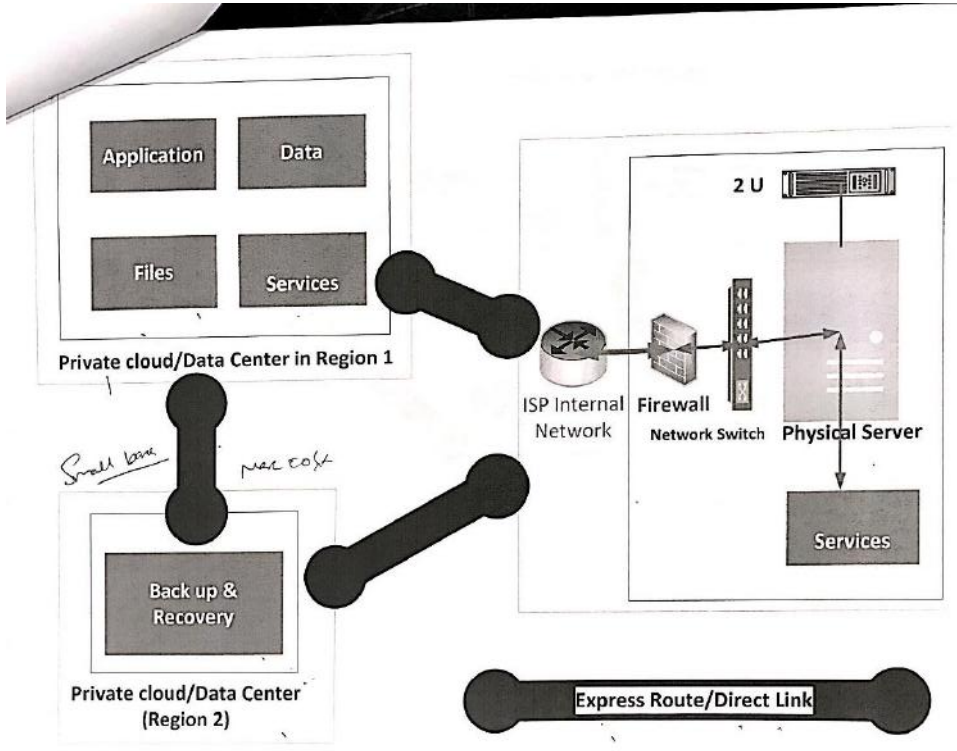 Application
Data
Files
Services
Private cloud/Data Center in Region 1
Small
Back up &
Recovery
Private cloud/Data Center
(Region 2)
2 U
ISP Internal
Network
Firewall
Network Switch
Physical Server
Services
Express Route/Direct Link